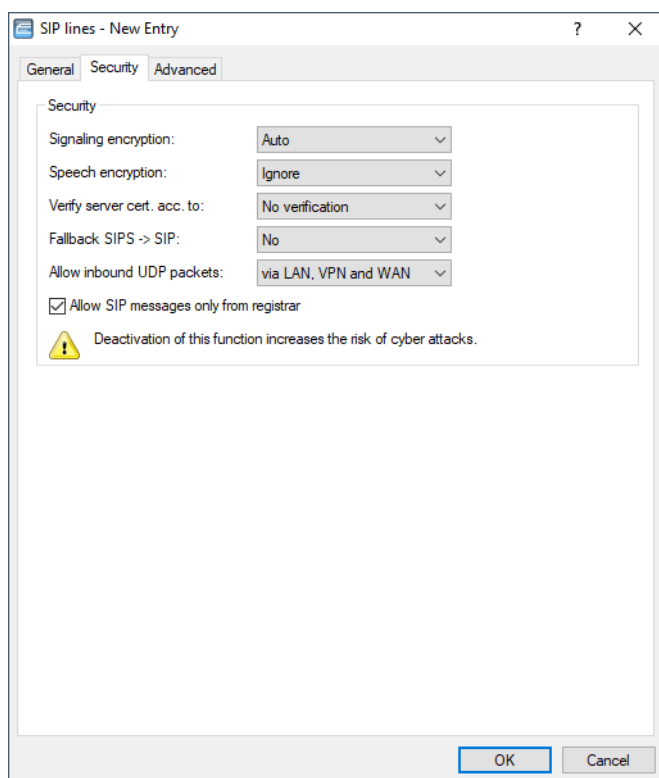 SIP lines - New Entry
General Security Advanced
Security
Signaling encryption: Auto
Speech encryption: Ignore
Verify server cert. acc. to: No verification
Fallback SIPS -> SIP: No
Allow inbound UDP packets: via LAN, VPN and WAN
Allow SIP messages only from registrar
Deactivation of this function increases the risk of cyber attacks.
OK Cancel